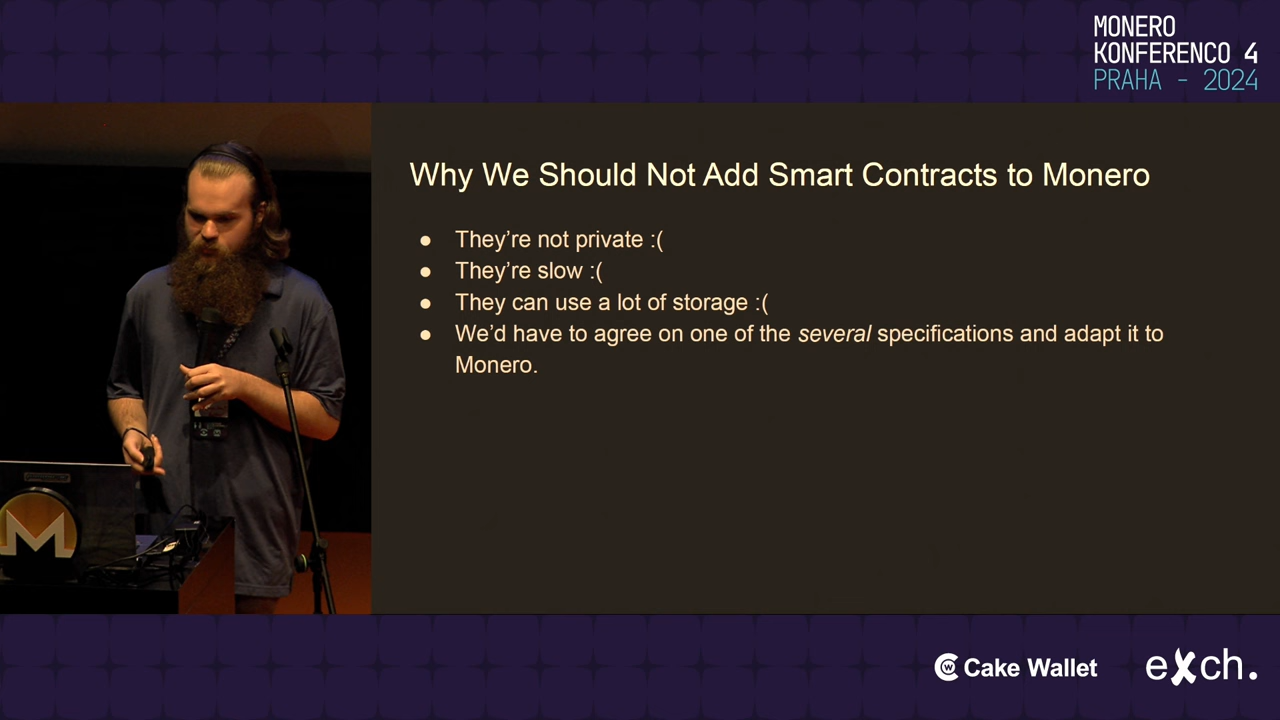 MONERO
KONFERENCO 4
PRAHA - 2024
Why We Should Not Add Smart Contracts to Monero
● They’re not private :(
● They’re slow :(
● They can use a lot of storage :(
● We’d have to agree on one of the several specifications and adapt it to
Monero.
Cake Wallet
exch.